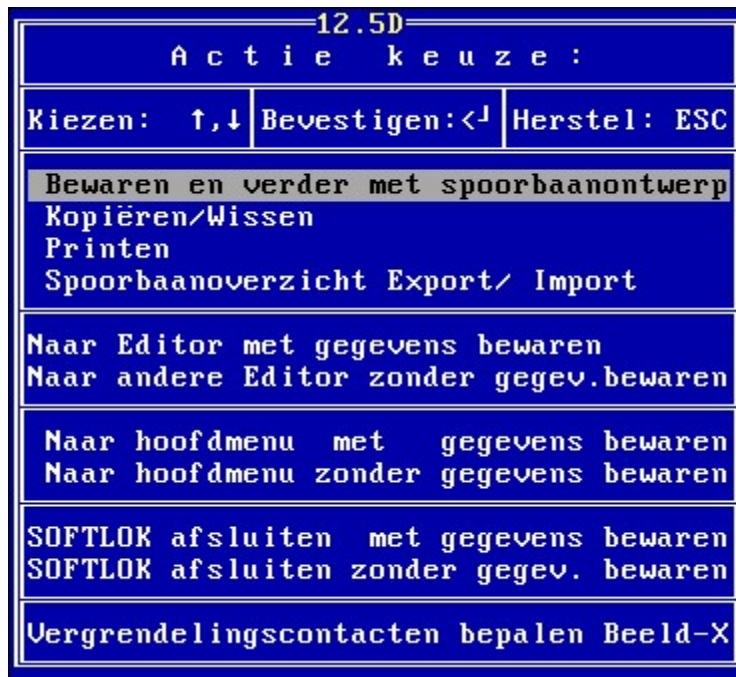 12.5D
Actie keuze:
Kiezen: ↑,↓ Bevestigen:<┘ Herstel: ESC
Bewaren en verder met spoorbaanontwerp
Kopiëren/Wissen
Printen
Spoorbaanoverzicht Export/ Import
Naar Editor met gegevens bewaren
Naar andere Editor zonder gegev.bewaren
Naar hoofdmenu met gegevens bewaren
Naar hoofdmenu zonder gegevens bewaren
SOFTLOK afsluiten met gegevens bewaren
SOFTLOK afsluiten zonder gegev. bewaren
Vergrendelingscontacten bepalen Beeld-X